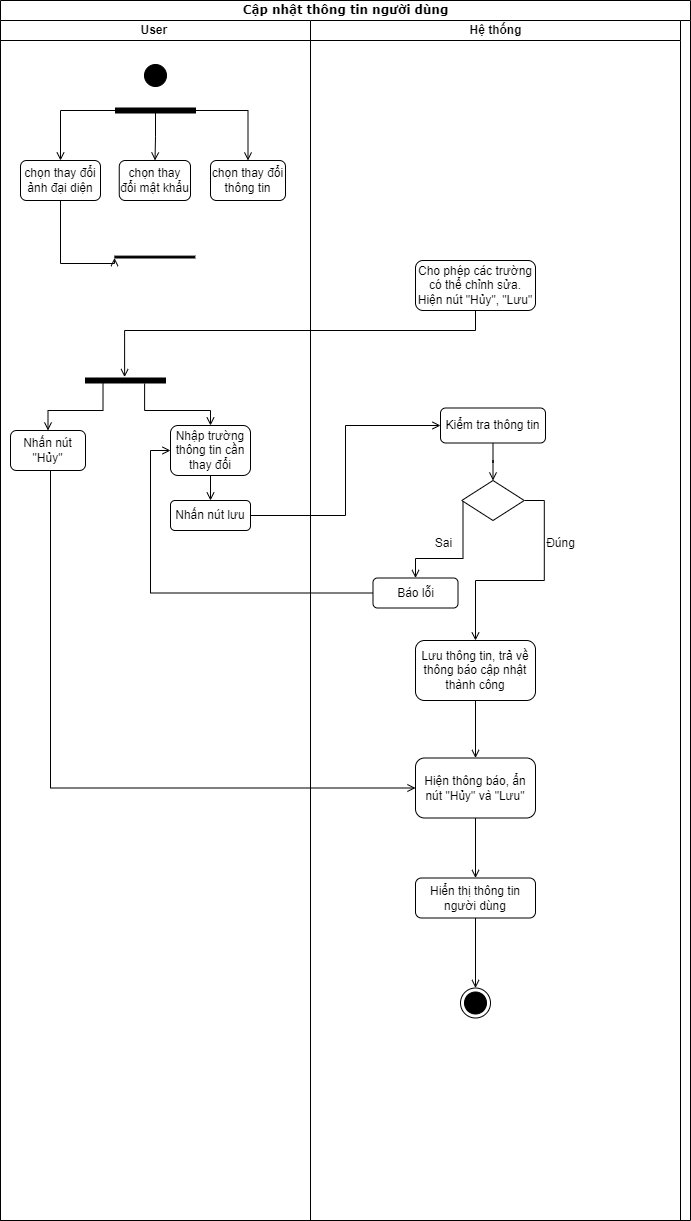 Cập nhật thông tin người dùng
User
Hệ thống
chọn thay đổi
ảnh đại diện
chọn thay
đổi mật khẩu
chọn thay đổi
thông tin
Cho phép các trường
có thể chỉnh sửa.
Hiện nút "Hủy", "Lưu"
Nhấn nút
"Hủy"
Nhập trường
thông tin cần
thay đổi
Kiểm tra thông tin
Nhấn nút lưu
Sai
Đúng
Báo lỗi
Lưu thông tin, trả về
thông báo cập nhật
thành công
Hiện thông báo, ẩn
nút "Hủy" và "Lưu"
Hiển thị thông tin
người dùng